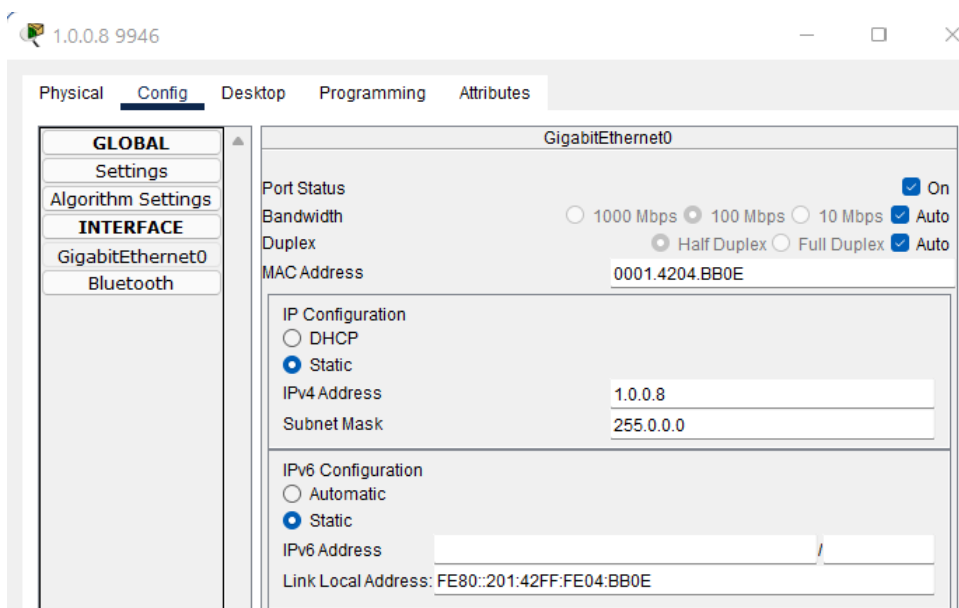 1.0.0.8 9946
Physical Config Desktop Programming Attributes
GLOBAL
Settings
Algorithm Settings
INTERFACE
GigabitEthernet0
Bluetooth
GigabitEthernet0
Port Status On
Bandwidth 1000 Mbps 100 Mbps 10 Mbps Auto
Duplex Half Duplex Full Duplex Auto
MAC Address 0001.4204.BB0E
IP Configuration
DHCP
Static
IPv4 Address 1.0.0.8
Subnet Mask 255.0.0.0
IPv6 Configuration
Automatic
Static
IPv6 Address /
Link Local Address: FE80::201:42FF:FE04:BB0E